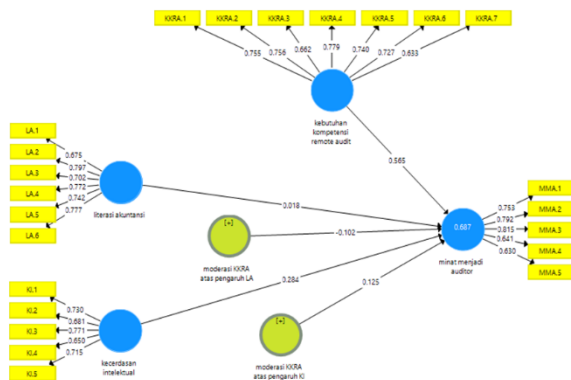 KKRA.1 KKRA.2 KKRA.3 KKRA.4 KKRA.5 KKRA.6 KKRA.7
0.755 0.756 0.662 0.779 0.740 0.727 0.633
kebutuhan
kompetensi
remote audit
0.565
LA.1
LA.2
LA.3
LA.4
LA.5
LA.6
0.675
0.797
0.702
0.772
0.742
0.777
literasi akuntansi
0.018
[+]
moderasi KKRA
atas pengaruh LA
-0.102
MMA.1
MMA.2
MMA.3
MMA.4
MMA.5
0.753
0.792
0.815
0.641
0.630
0.687
minat menjadi
auditor
KI.1
KI.2
KI.3
KI.4
KI.5
0.730
0.681
0.771
0.650
0.715
kecerdasan
intelektual
0.284
0.125
[+]
moderasi KKRA
atas pengaruh KI